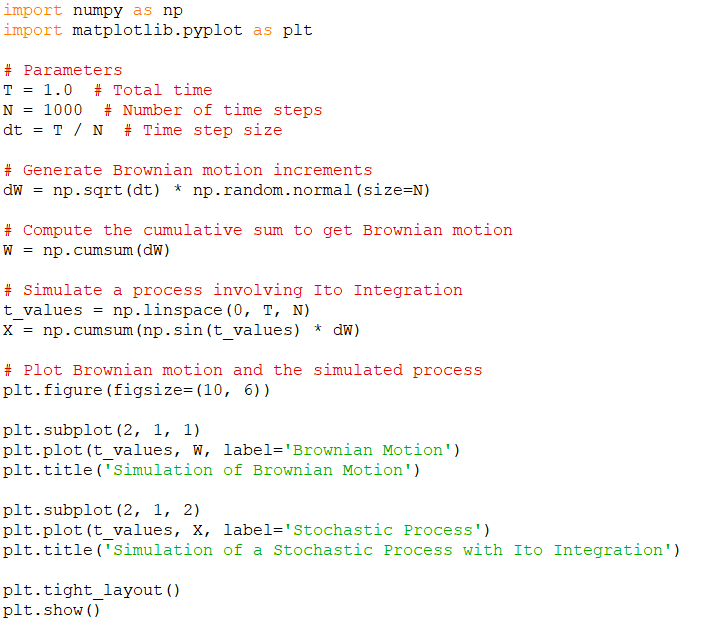 import numpy as np
import matplotlib.pyplot as plt
# Parameters
T = 1.0  # Total time
N = 1000  # Number of time steps
dt = T / N  # Time step size
# Generate Brownian motion increments
dW = np.sqrt(dt) * np.random.normal(size=N)
# Compute the cumulative sum to get Brownian motion
W = np.cumsum(dW)
# Simulate a process involving Ito Integration
t_values = np.linspace(0, T, N)
X = np.cumsum(np.sin(t_values) * dW)
# Plot Brownian motion and the simulated process
plt.figure(figsize=(10, 6))
plt.subplot(2, 1, 1)
plt.plot(t_values, W, label='Brownian Motion')
plt.title('Simulation of Brownian Motion')
plt.subplot(2, 1, 2)
plt.plot(t_values, X, label='Stochastic Process')
plt.title('Simulation of a Stochastic Process with Ito Integration')
plt.tight_layout()
plt.show()